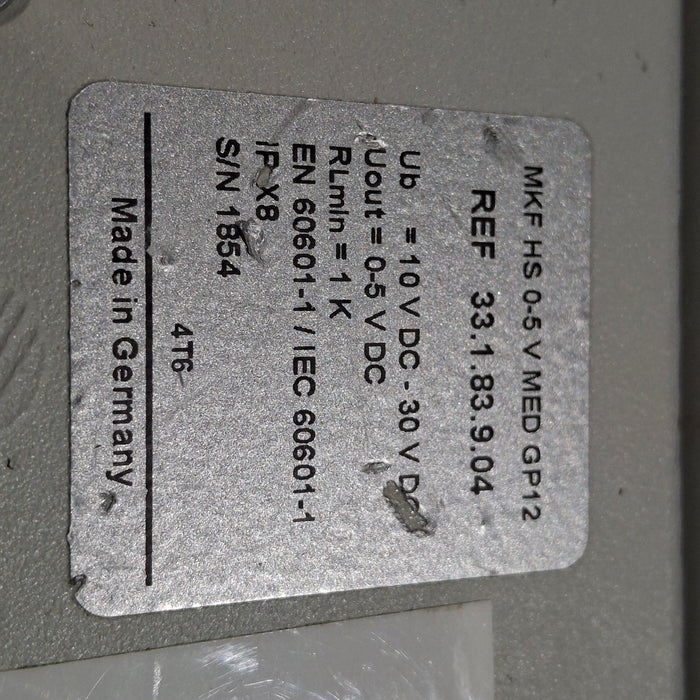 MKF HS 0-5 V MED GP12
REF 33.1.83.9.04
Ub = 10 V DC - 30 V DC
Uout = 0-5 V DC
RLmin = 1 K
EN 60601-1 / IEC 60601-1
IP X8
S/N 1854
4T6
Made in Germany